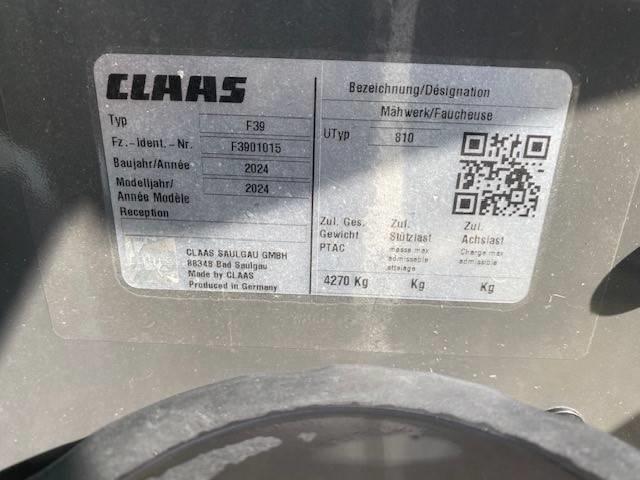 CLAAS
Typ F39
Fz.-Ident.-Nr. F3901015
Baujahr/Année 2024
Modelljahr/ 2024
Année Modèle
Reception
CLAAS SAULGAU GMBH
88348 Bad Saulgau
Made by CLAAS
Produced in Germany
Bezeichnung/Désignation
Mähwerk/Faucheuse
UTyp 810
Zul. Ges. Zul. Zul.
Gewicht Stützlast Achslast
PTAC masse max Charge max
admissible admissible
attelage
4270 Kg Kg Kg